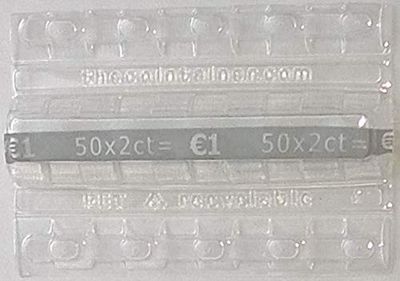 thecointainer.com
€1 50x2ct= €1 50x2ct= €1
PET recyclable